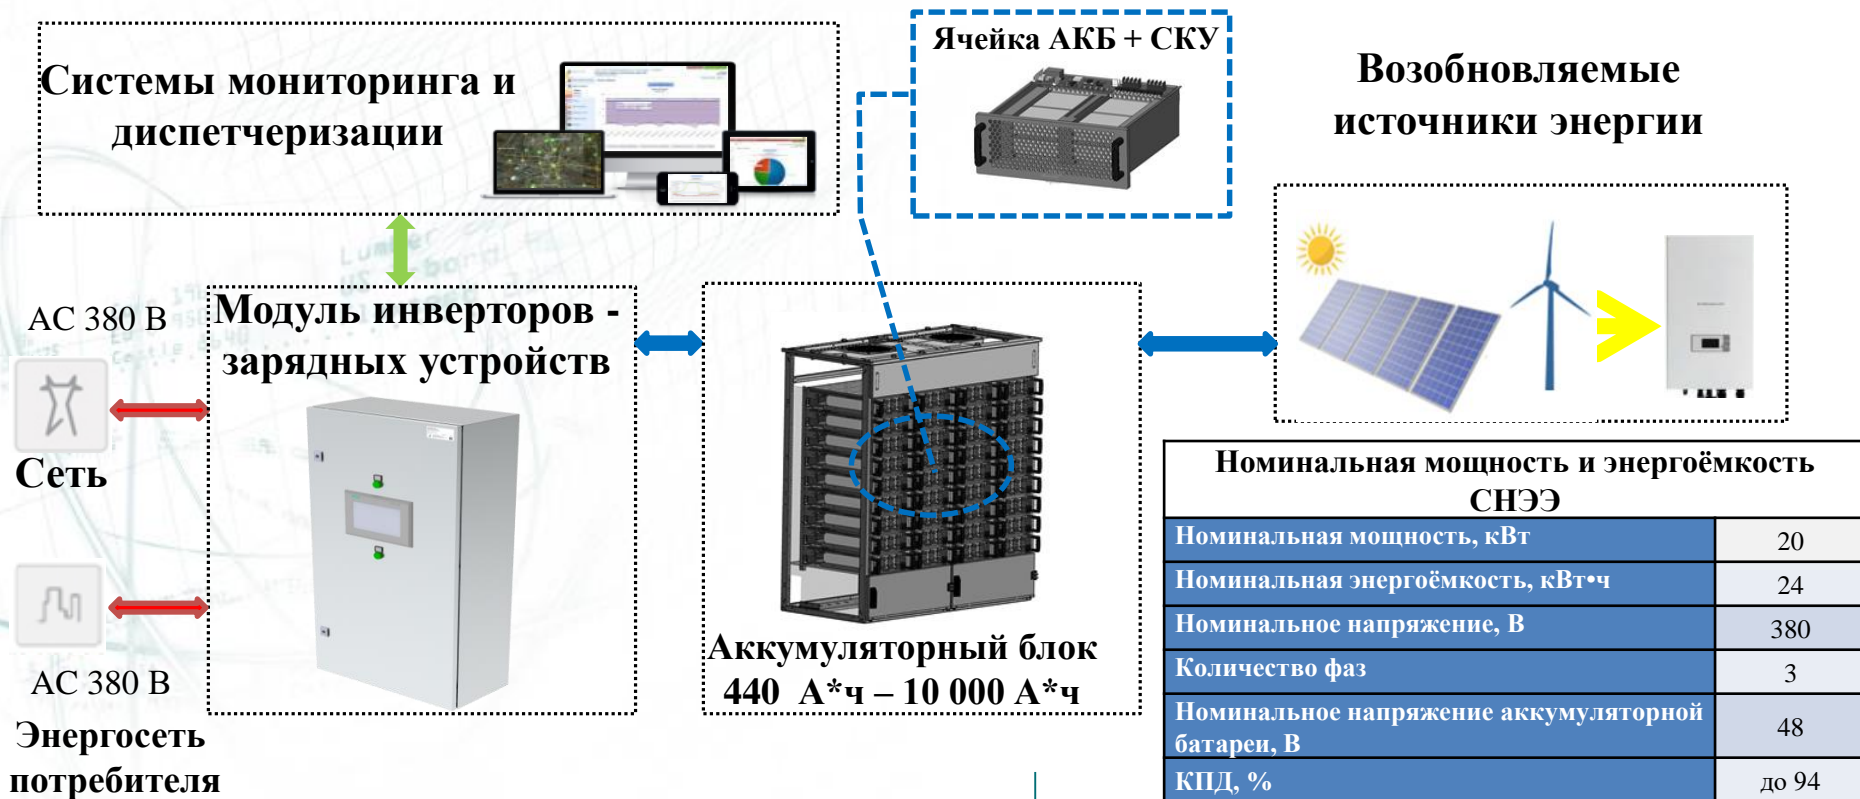 Системы мониторинга и
диспетчеризации
Ячейка АКБ + СКУ
Возобновляемые
источники энергии
АС 380 В
Сеть
Модуль инверторов -
зарядных устройств
АС 380 В
Энергосеть
потребителя
Аккумуляторный блок
440 А*ч – 10 000 А*ч
Номинальная мощность и энергоёмкость
СНЭЭ
Номинальная мощность, кВт 20
Номинальная энергоёмкость, кВт•ч 24
Номинальное напряжение, В 380
Количество фаз 3
Номинальное напряжение аккумуляторной
батареи, В 48
КПД, % до 94